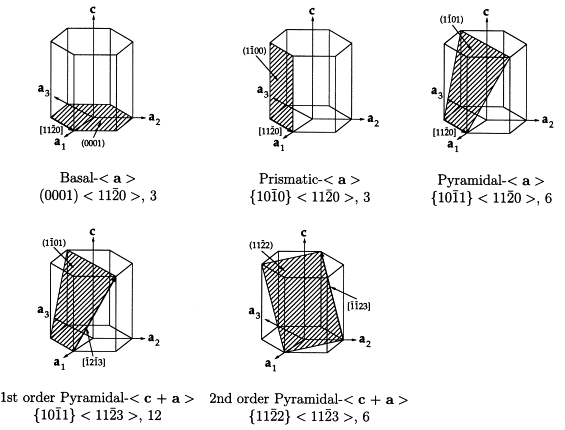 c
a₃
[112̄0]
a₁
(0001)
a₂
Basal-< a >
(0001) < 112̄0 >, 3
c
(11̄00)
a₃
[112̄0]
a₁
a₂
Prismatic-< a >
{101̄0} < 112̄0 >, 3
c
(11̄01)
a₃
[112̄0]
a₁
a₂
Pyramidal-< a >
{101̄1} < 112̄0 >, 6
c
(11̄01)
a₃
a₁
[1̄21̄3]
a₂
1st order Pyramidal-< c + a >
{101̄1} < 112̄3 >, 12
c
(112̄2)
a₃
[1̄1̄23]
a₁
a₂
2nd order Pyramidal-< c + a >
{112̄2} < 112̄3 >, 6